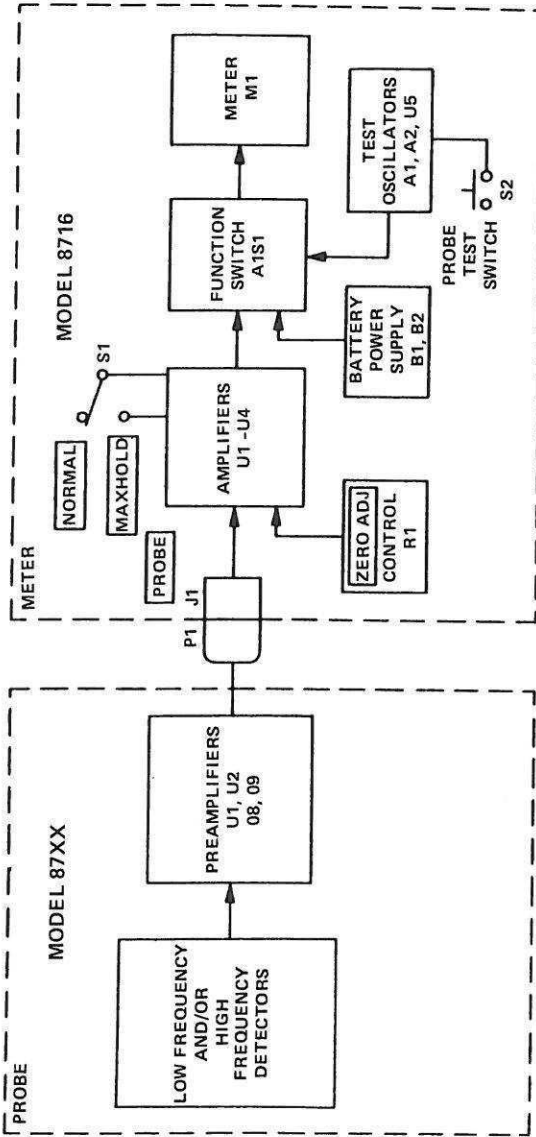 PROBE
MODEL 87XX
LOW FREQUENCY
AND/OR
HIGH
FREQUENCY
DETECTORS
PREAMPLIFIERS
U1, U2
08, 09
P1
J1
METER
MODEL 8716
PROBE
NORMAL
MAXHOLD
S1
AMPLIFIERS
U1 -U4
ZERO ADJ
CONTROL
R1
FUNCTION
SWITCH
A1S1
BATTERY
POWER
SUPPLY
B1, B2
METER
M1
TEST
OSCILLATORS
A1, A2, U5
PROBE
TEST
SWITCH
S2